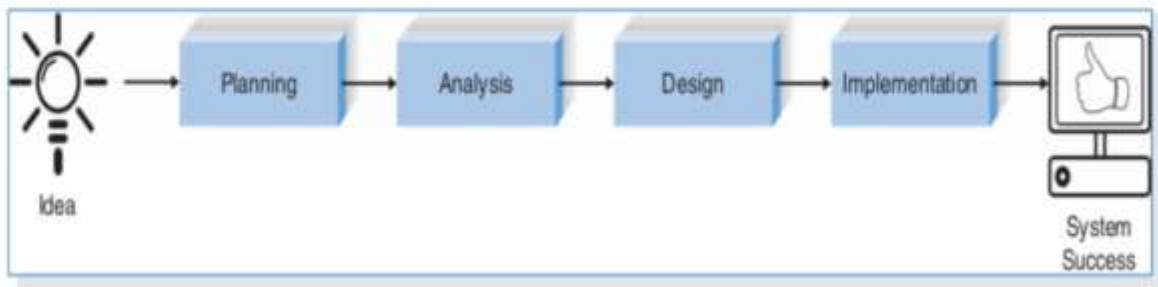 Idea
Planning
Analysis
Design
Implementation
System
Success